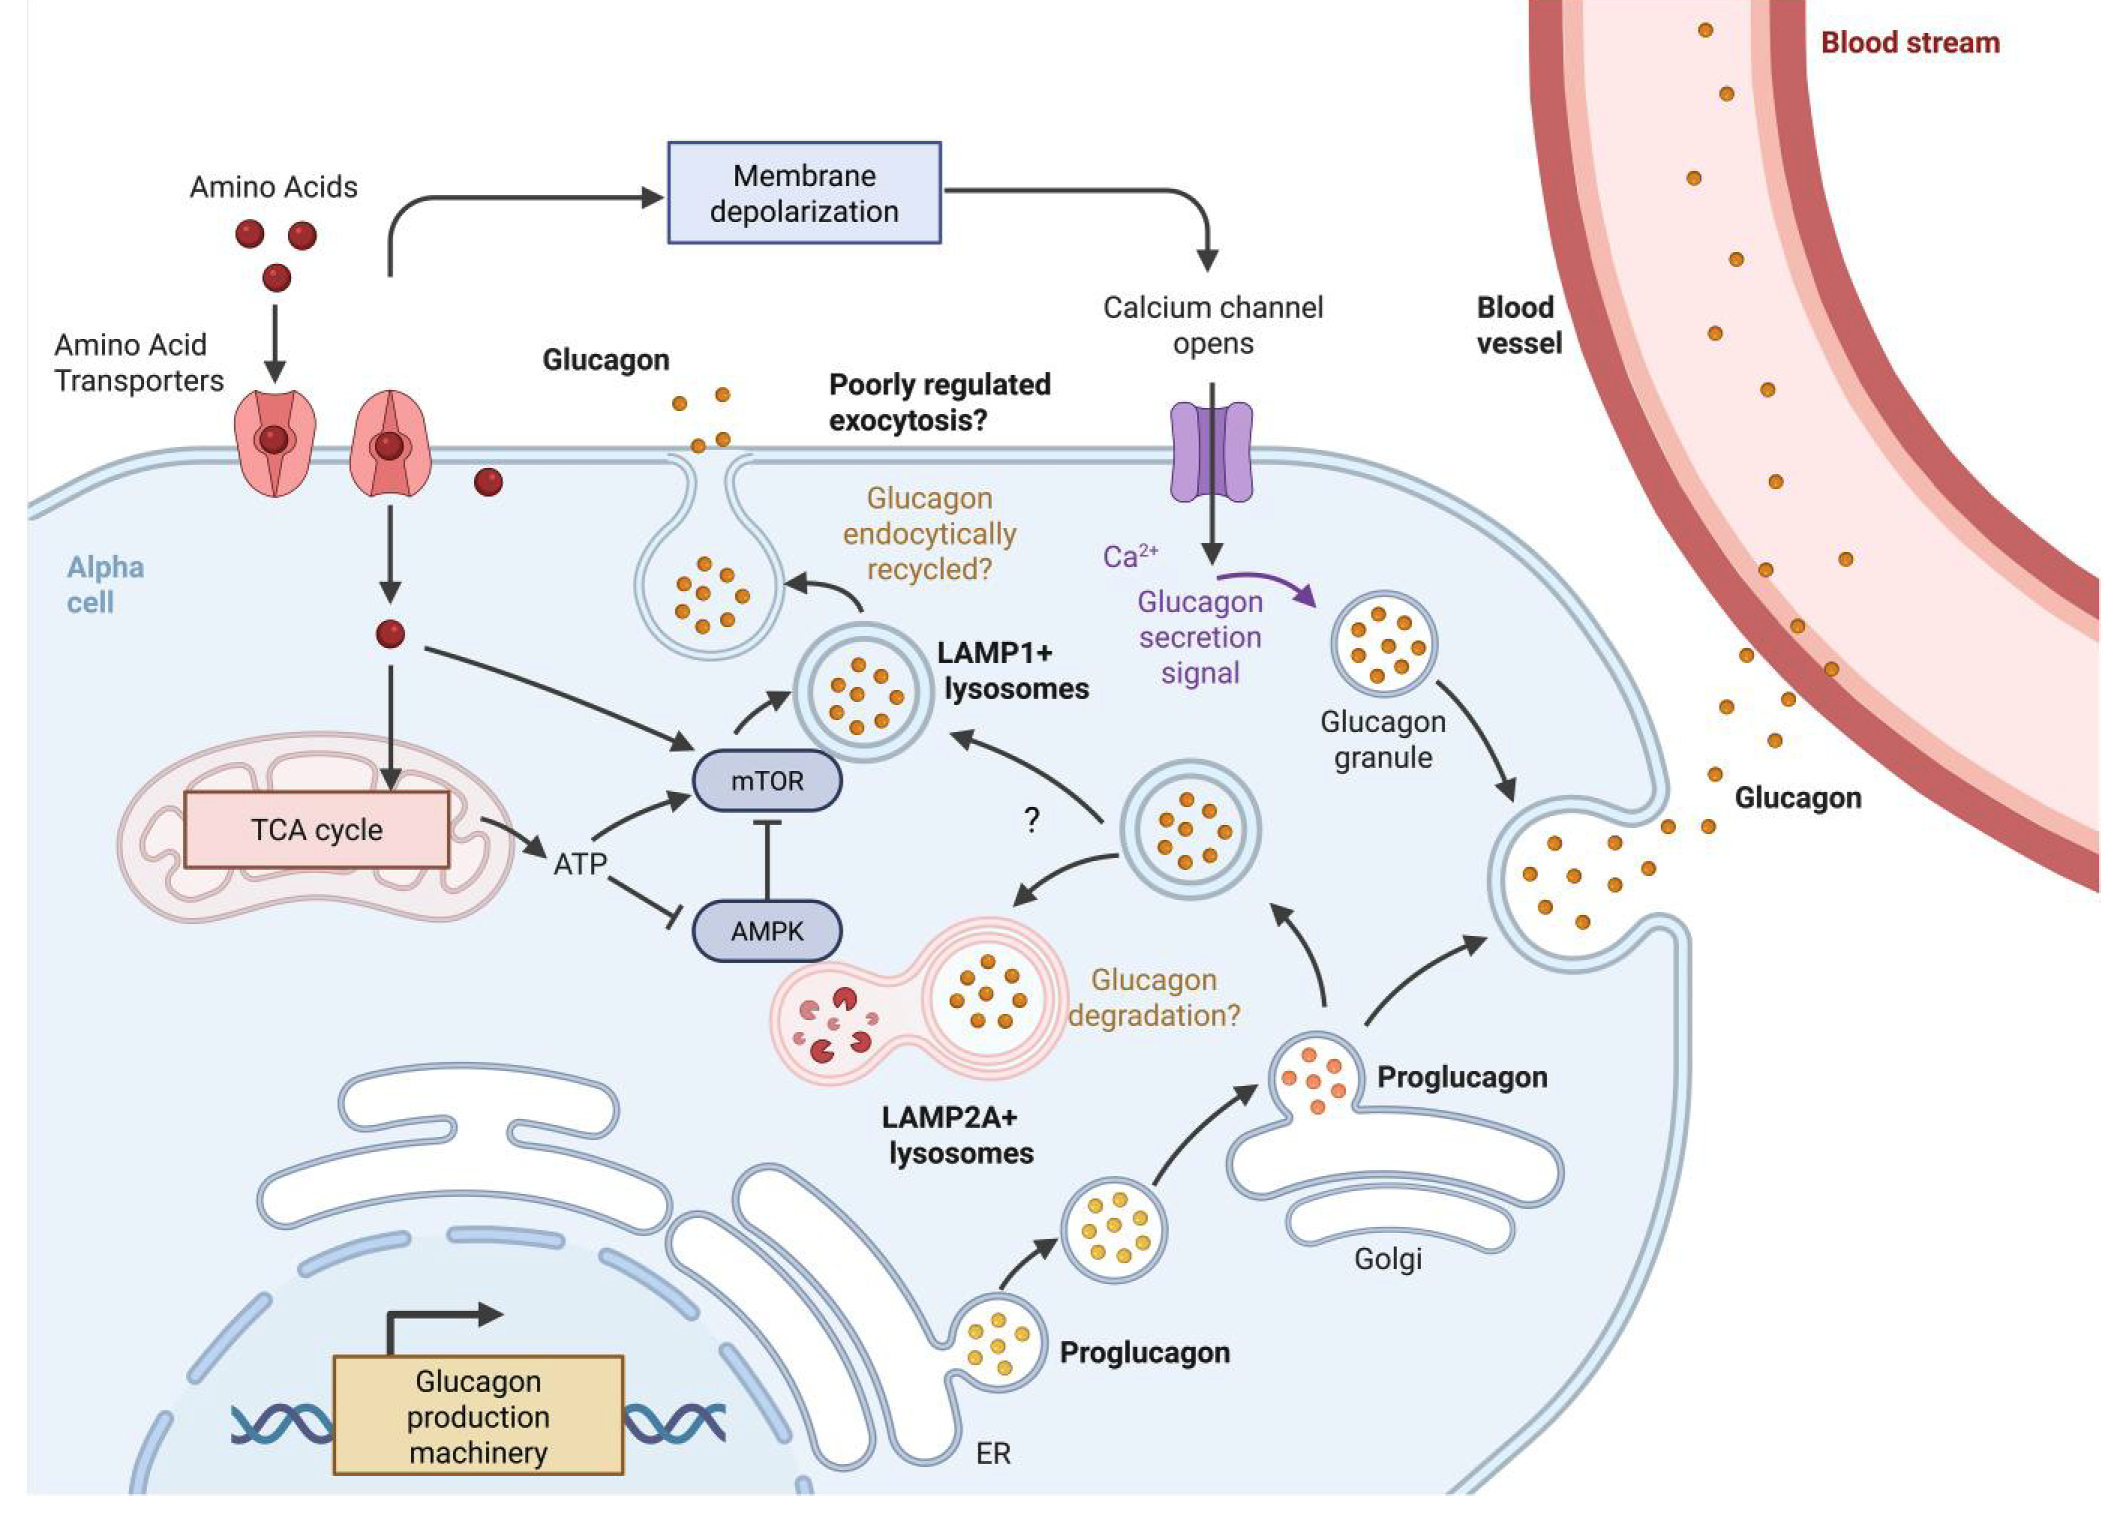 Blood stream
Membrane
depolarization
Amino Acids
Calcium channel
opens
Blood
vessel
Amino Acid
Transporters
Glucagon
Poorly regulated
exocytosis?
Glucagon
endocytically
recycled?
Alpha
cell
Ca²⁺
Glucagon
secretion
signal
LAMP1+
lysosomes
Glucagon
granule
mTOR
Glucagon
TCA cycle
?
ATP
AMPK
Glucagon
degradation?
Proglucagon
LAMP2A+
lysosomes
Golgi
Proglucagon
Glucagon
production
machinery
ER